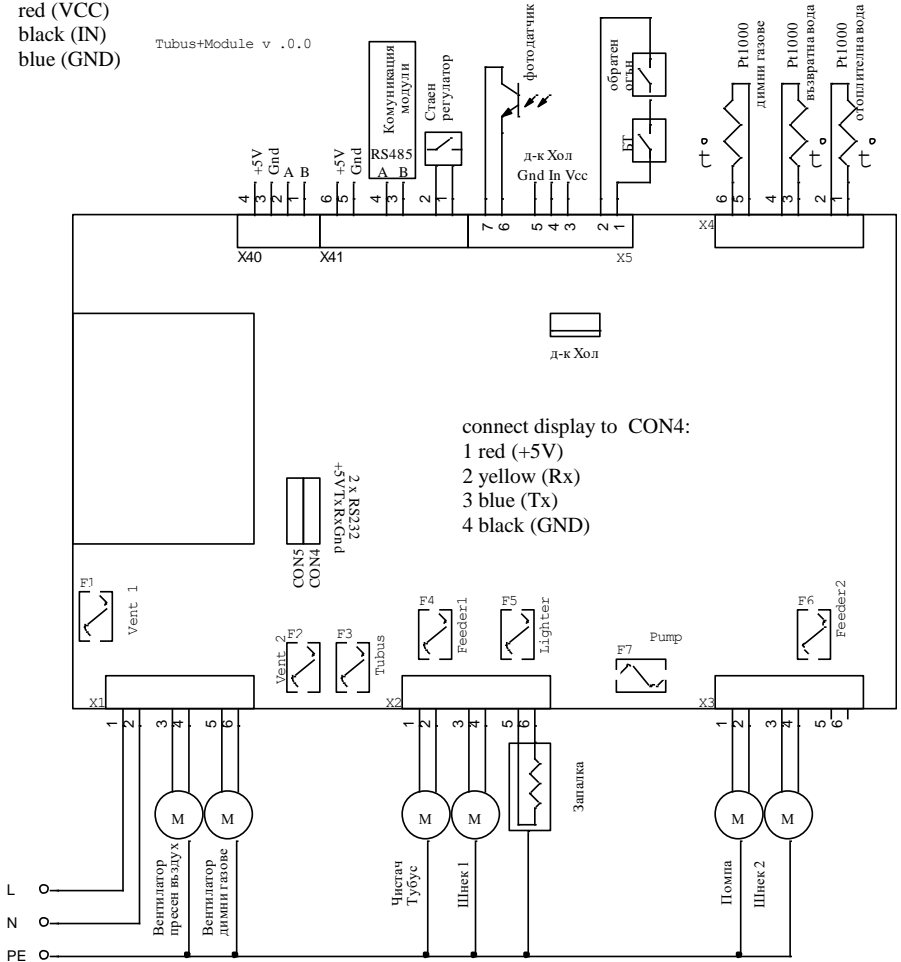 red (VCC)
black (IN)
blue (GND)
Tubus+Module v .0.0
+5V
Gnd
A
B
4
3
2
1
X40
+5V
Gnd
Комуникация
модули
RS485
A B
Стаен
регулатор
6
5
4
3
2
1
X41
фотодатчик
д-к Хол
Gnd In Vcc
обратен
огън
БТ
7
6
5
4
3
2
1
X5
Pt1000
димни газове
Pt1000
възвратна вода
Pt1000
отоплителна вода
t°
t°
t°
6
5
4
3
2
1
X4
д-к Хол
connect display to CON4:
1 red (+5V)
2 yellow (Rx)
3 blue (Tx)
4 black (GND)
2 x RS232
+5VTxRxGnd
CON5
CON4
F1
Vent 1
Vent 2
F2
F3
Tubus
F4
Feeder1
F5
Lighter
F7
Pump
F6
Feeder2
X1
1
2
3
4
5
6
X2
1
2
3
4
5
6
X3
1
2
3
4
5
6
M
M
M
M
M
M
Запалка
Вентилатор
пресен въздух
Вентилатор
димни газове
Чистач
Тубус
Шнек 1
Помпа
Шнек 2
L
N
PE